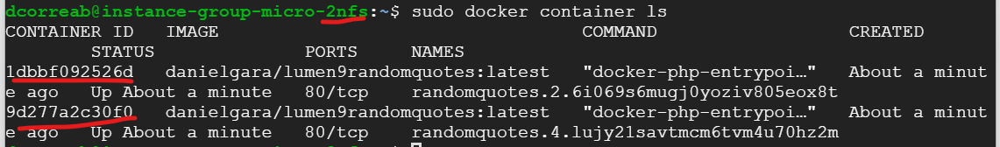 dcorreab@instance-group-micro-2nfs:~$ sudo docker container ls
CONTAINER ID   IMAGE                                   COMMAND                  CREATED
        STATUS              PORTS     NAMES
1dbbf092526d   danielgara/lumen9randomquotes:latest   "docker-php-entrypoi…"   About a minut
e ago   Up About a minute   80/tcp    randomquotes.2.6i069s6mugj0yoziv805eox8t
9d277a2c30f0   danielgara/lumen9randomquotes:latest   "docker-php-entrypoi…"   About a minut
e ago   Up About a minute   80/tcp    randomquotes.4.lujy21savtmcm6tvm4u70hz2m